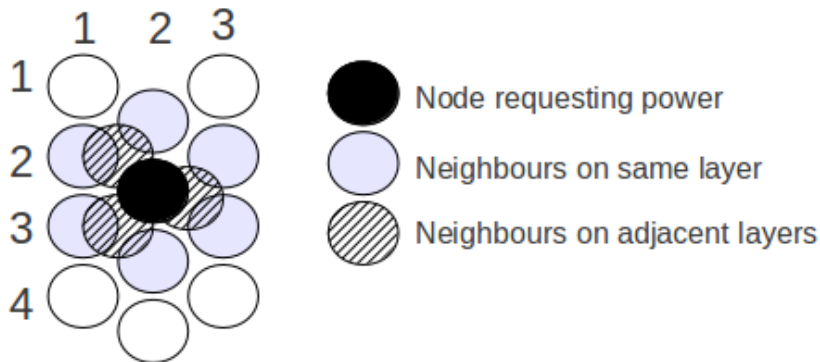 1 2 3
1
2
3
4
Node requesting power
Neighbours on same layer
Neighbours on adjacent layers